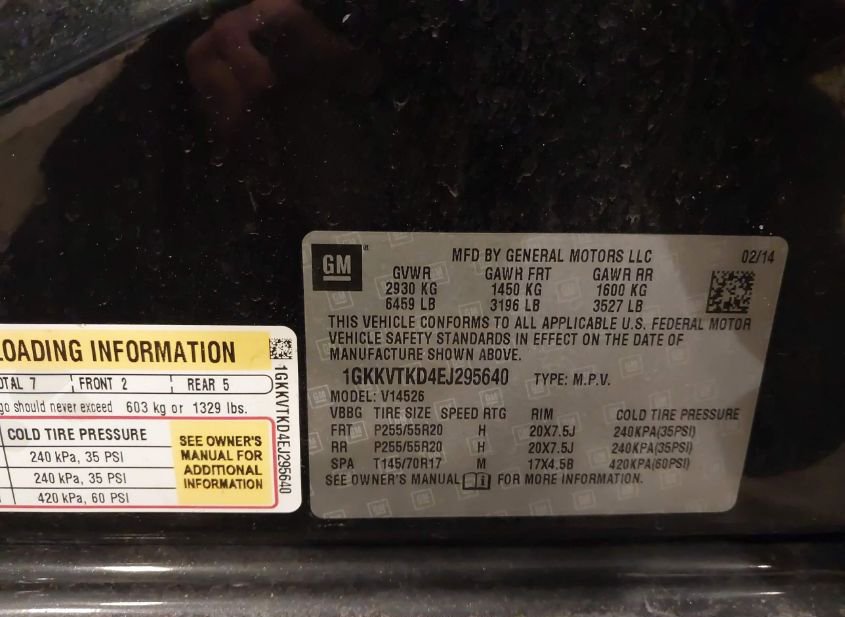 LOADING INFORMATION
TOTAL 7 FRONT 2 REAR 5
go should never exceed 603 kg or 1329 lbs.
COLD TIRE PRESSURE
240 kPa, 35 PSI
240 kPa, 35 PSI
420 kPa, 60 PSI
SEE OWNER'S
MANUAL FOR
ADDITIONAL
INFORMATION
1GKKVTKD4EJ295640
GM
MFD BY GENERAL MOTORS LLC 02/14
GVWR GAWR FRT GAWR RR
2930 KG 1450 KG 1600 KG
6459 LB 3196 LB 3527 LB
THIS VEHICLE CONFORMS TO ALL APPLICABLE U.S. FEDERAL MOTOR
VEHICLE SAFETY STANDARDS IN EFFECT ON THE DATE OF
MANUFACTURE SHOWN ABOVE.
1GKKVTKD4EJ295640 TYPE: M.P.V.
MODEL: V14526
VBBG TIRE SIZE SPEED RTG RIM COLD TIRE PRESSURE
FRT P255/55R20 H 20X7.5J 240KPA(35PSI)
RR P255/55R20 H 20X7.5J 240KPA(35PSI)
SPA T145/70R17 M 17X4.5B 420KPA(60PSI)
SEE OWNER'S MANUAL FOR MORE INFORMATION.